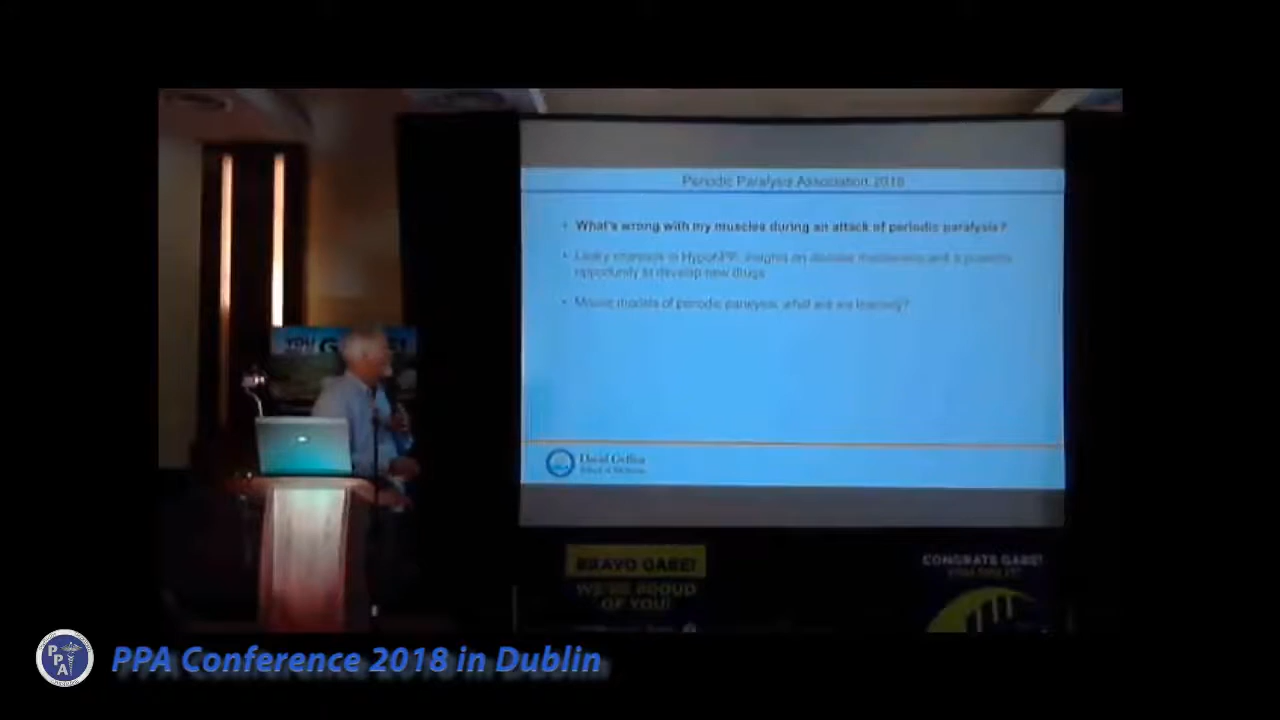 Periodic Paralysis Association 2018
• What's wrong with my muscles during an attack of periodic paralysis?
• Leaky channels in HypoKPP, insights on disease mechanisms and a potential
opportunity to develop new drugs
• Mouse models of periodic paralysis, what are we learning?
David Geffen
School of Medicine
YOU
BRAVO GABE!
WE'RE PROUD
OF YOU!
CONGRATS GABE!
PPA
PPA Conference 2018 in Dublin